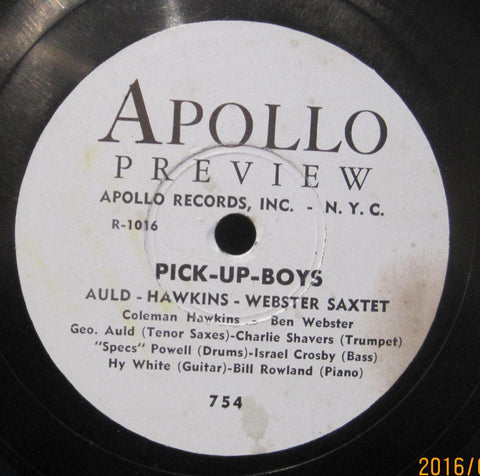 APOLLO
PREVIEW
APOLLO RECORDS, INC. - N. Y. C.
R-1016
PICK-UP-BOYS
AULD - HAWKINS - WEBSTER SAXTET
Coleman Hawkins - Ben Webster
Geo. Auld (Tenor Saxes)-Charlie Shavers (Trumpet)
"Specs" Powell (Drums)-Israel Crosby (Bass)
Hy White (Guitar)-Bill Rowland (Piano)
754
2016/